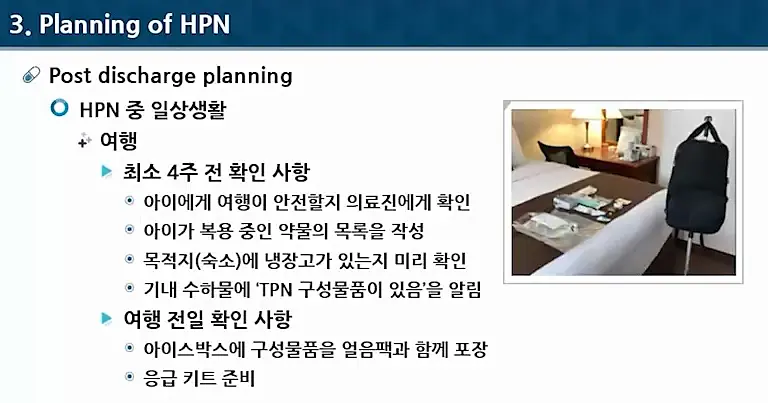 3. Planning of HPN
Post discharge planning
HPN 중 일상생활
여행
최소 4주 전 확인 사항
아이에게 여행이 안전할지 의료진에게 확인
아이가 복용 중인 약물의 목록을 작성
목적지(숙소)에 냉장고가 있는지 미리 확인
기내 수하물에 ‘TPN 구성물품이 있음’을 알림
여행 전일 확인 사항
아이스박스에 구성물품을 얼음팩과 함께 포장
응급 키트 준비